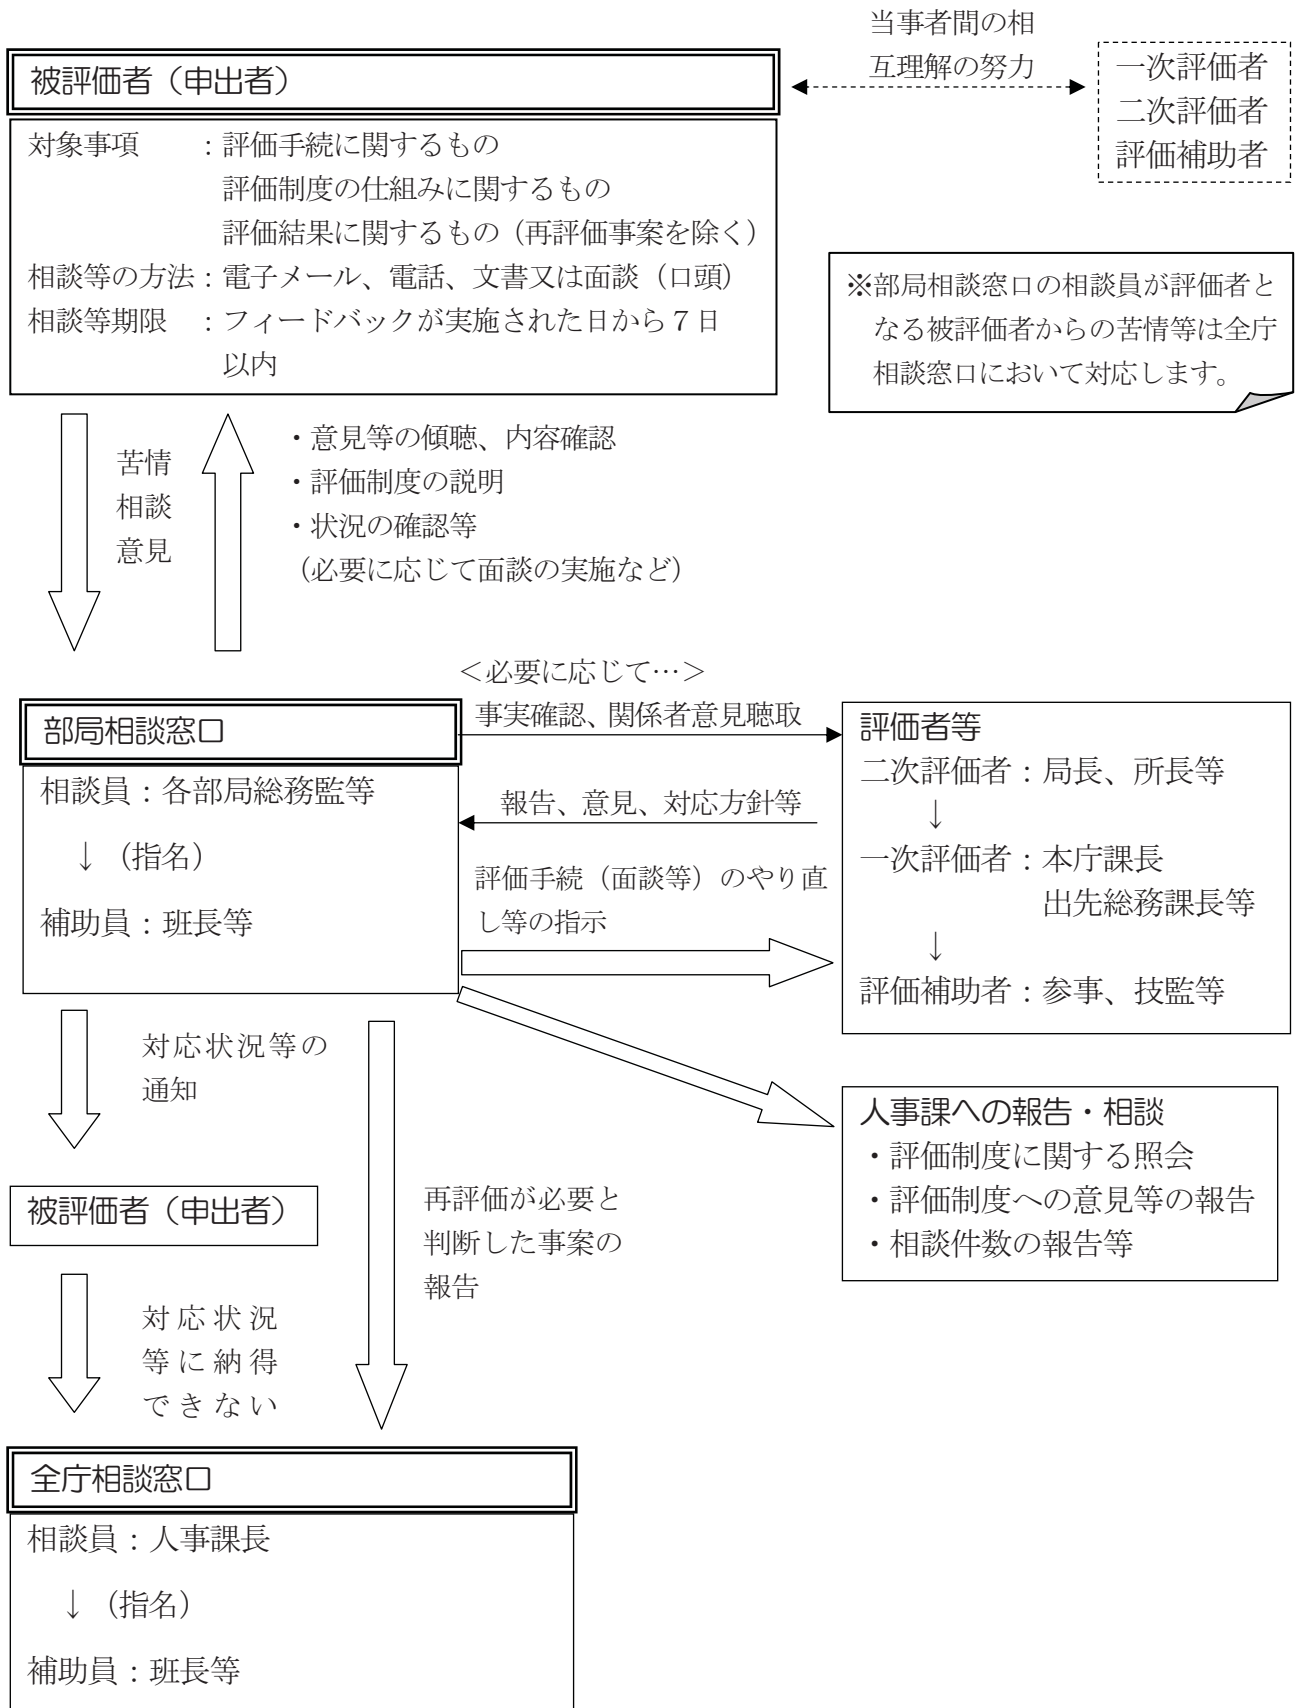 当事者間の相
互理解の努力
被評価者（申出者）
一次評価者
二次評価者
評価補助者
対象事項　　：評価手続に関するもの
評価制度の仕組みに関するもの
評価結果に関するもの（再評価事案を除く）
相談等の方法：電子メール、電話、文書又は面談（口頭）
相談等期限　：フィードバックが実施された日から７日
以内
※部局相談窓口の相談員が評価者と
なる被評価者からの苦情等は全庁
相談窓口において対応します。
苦情
相談
意見
・意見等の傾聴、内容確認
・評価制度の説明
・状況の確認等
（必要に応じて面談の実施など）
＜必要に応じて…＞
事実確認、関係者意見聴取
部局相談窓口
相談員：各部局総務監等
↓（指名）
補助員：班長等
報告、意見、対応方針等
評価手続（面談等）のやり直
し等の指示
評価者等
二次評価者：局長、所長等
↓
一次評価者：本庁課長
出先総務課長等
↓
評価補助者：参事、技監等
対応状況等の
通知
人事課への報告・相談
・評価制度に関する照会
・評価制度への意見等の報告
・相談件数の報告等
被評価者（申出者）
再評価が必要と
判断した事案の
報告
対応状況
等に納得
できない
全庁相談窓口
相談員：人事課長
↓（指名）
補助員：班長等